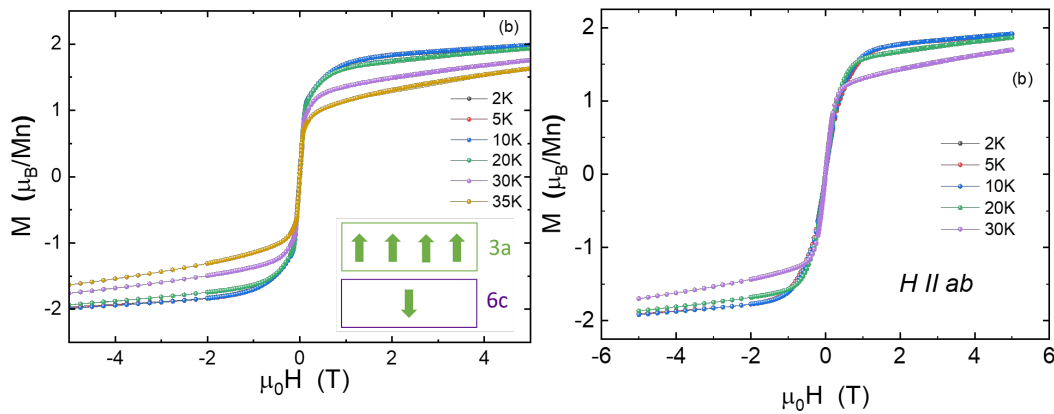 (b)
2
1
0
-1
-2
M (μB/Mn)
2K
5K
10K
20K
30K
35K
3a
6c
-4 -2 0 2 4
μ0H (T)
(b)
2
1
0
-1
-2
M (μB/Mn)
2K
5K
10K
20K
30K
H II ab
-6 -4 -2 0 2 4 6
μ0H (T)